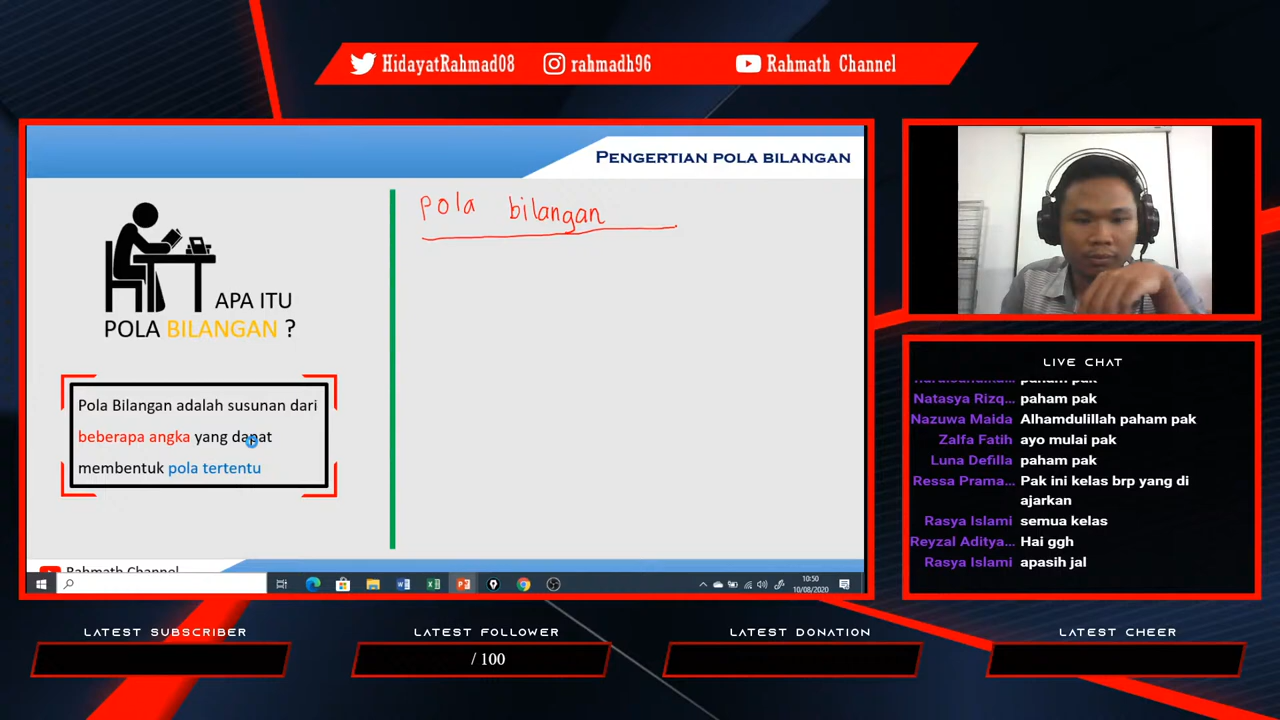 HidayatRahmad08 rahmadh96 Rahmath Channel
PENGERTIAN POLA BILANGAN
pola bilangan
APA ITU
POLA BILANGAN ?
Pola Bilangan adalah susunan dari
beberapa angka yang dapat
membentuk pola tertentu
Rahmath Channel
10:50
10/08/2020
LIVE CHAT
paham pak
Natasya Rizq... paham pak
Nazuwa Maida Alhamdulillah paham pak
Zalfa Fatih ayo mulai pak
Luna Defilla paham pak
Ressa Prama... Pak ini kelas brp yang di
ajarkan
Rasya Islami semua kelas
Reyzal Aditya... Hai ggh
Rasya Islami apasih jal
LATEST SUBSCRIBER
LATEST FOLLOWER
/ 100
LATEST DONATION
LATEST CHEER